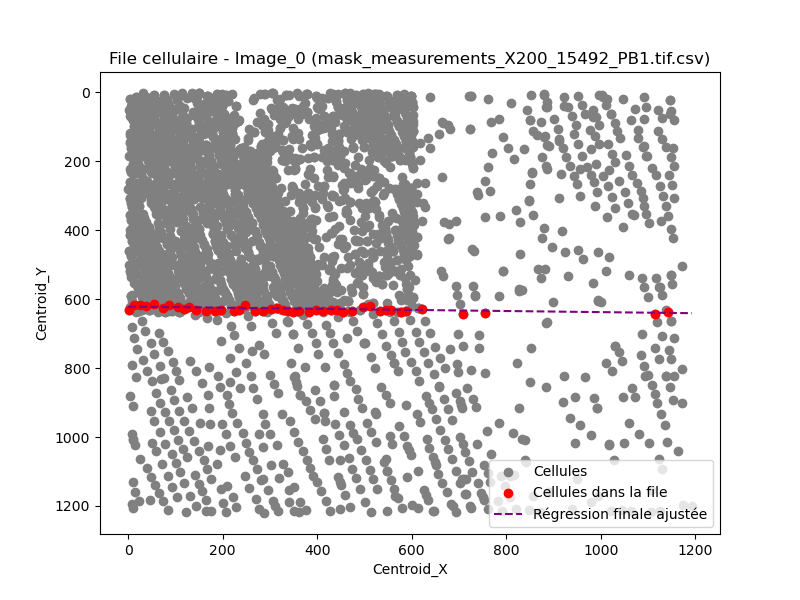 File cellulaire - Image_0 (mask_measurements_X200_15492_PB1.tif.csv)
0
200
400
600
800
1000
1200
Centroid_Y
Cellules
Cellules dans la file
Régression finale ajustée
0 200 400 600 800 1000 1200
Centroid_X